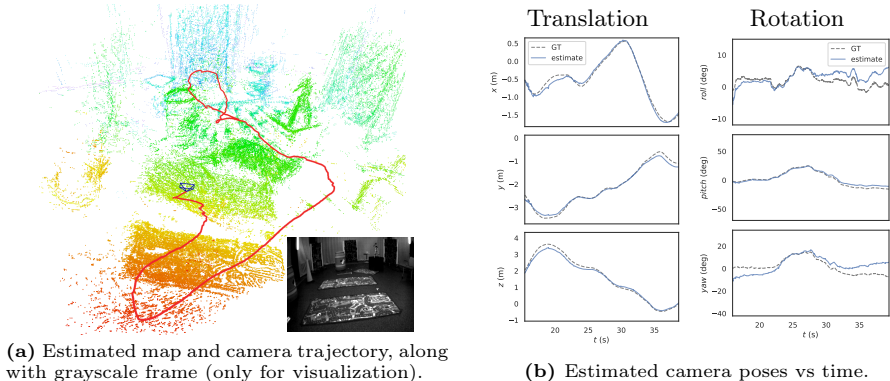 Translation
Rotation
GT
estimate
0.5
0.0
−0.5
−1.0
−1.5
x (m)
GT
estimate
10
0
−10
roll (deg)
0
−1
−2
−3
y (m)
50
0
−50
pitch (deg)
4
3
2
1
0
−1
z (m)
40
20
0
−20
−40
yaw (deg)
20 25 30 35
t (s)
20 25 30 35
t (s)
(a) Estimated map and camera trajectory, along
with grayscale frame (only for visualization).
(b) Estimated camera poses vs time.